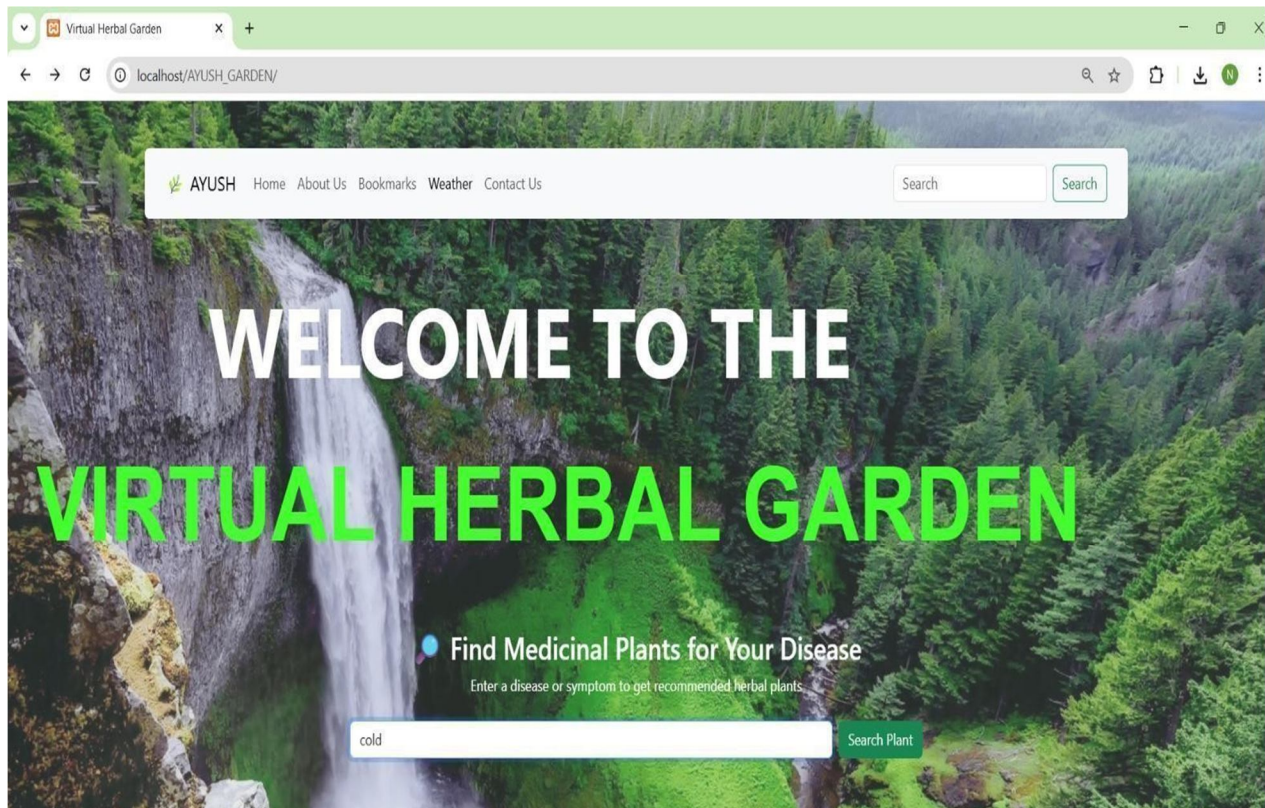 Virtual Herbal Garden
localhost/AYUSH_GARDEN/
N
AYUSH Home About Us Bookmarks Weather Contact Us Search Search
WELCOME TO THE
VIRTUAL HERBAL GARDEN
Find Medicinal Plants for Your Disease
Enter a disease or symptom to get recommended herbal plants
cold Search Plant